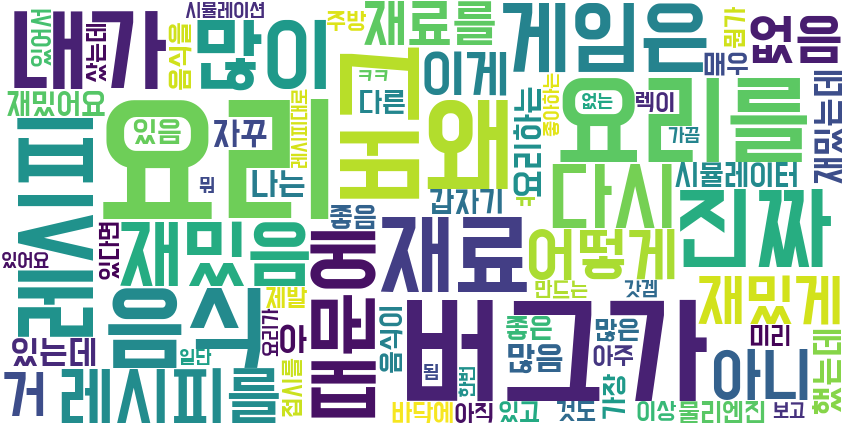 시뮬레이션
주방
재료를
게임은
뭔가
없음
있어서
샀는데
내가
음식을
많이
ㅋㅋ
이게
매우
다른
버그
왜
재밌어요
요리
있음
자꾸
레시피대로
요리하는
좋아하는
요리를
없는
렉이
가끔
재밌는데
레시피
뭐
나는
갑자기
다시
시뮬레이터
진짜
있어요
있다면
재밌음
좋음
때문에
재료
어떻게
만드는
갓겜
재밌게
음식
제발
요리가
아
음식이
버그가
좋은
많은
많음
아주
미리
했는데
있는데
일단
아니
거
레시피를
접시를
됨
한번
바닥에
아직
있고
것도
가장
이상
물리엔진
보고